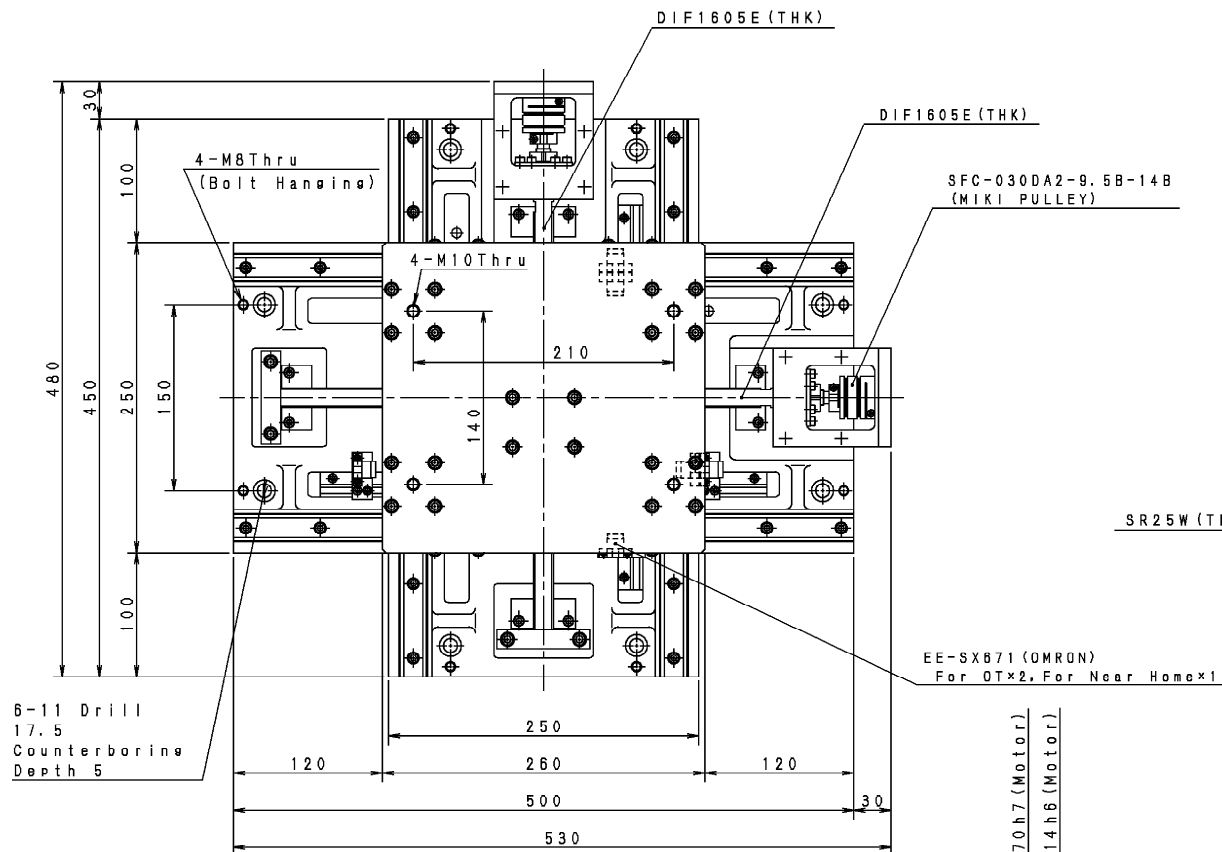 DIF1605E(THK)
DIF1605E(THK)
SFC-030DA2-9.5B-14B
(MIKI PULLEY)
4-M8Thru
(Bolt Hanging)
4-M10Thru
30
100
480
450
250
150
210
140
100
SR25W(T
EE-SX671(OMRON)
For OT×2,For Near Home×1
6-11 Drill
17.5
Counterboring
Depth 5
250
120
260
120
500
30
530
70h7(Motor)
14h6(Motor)